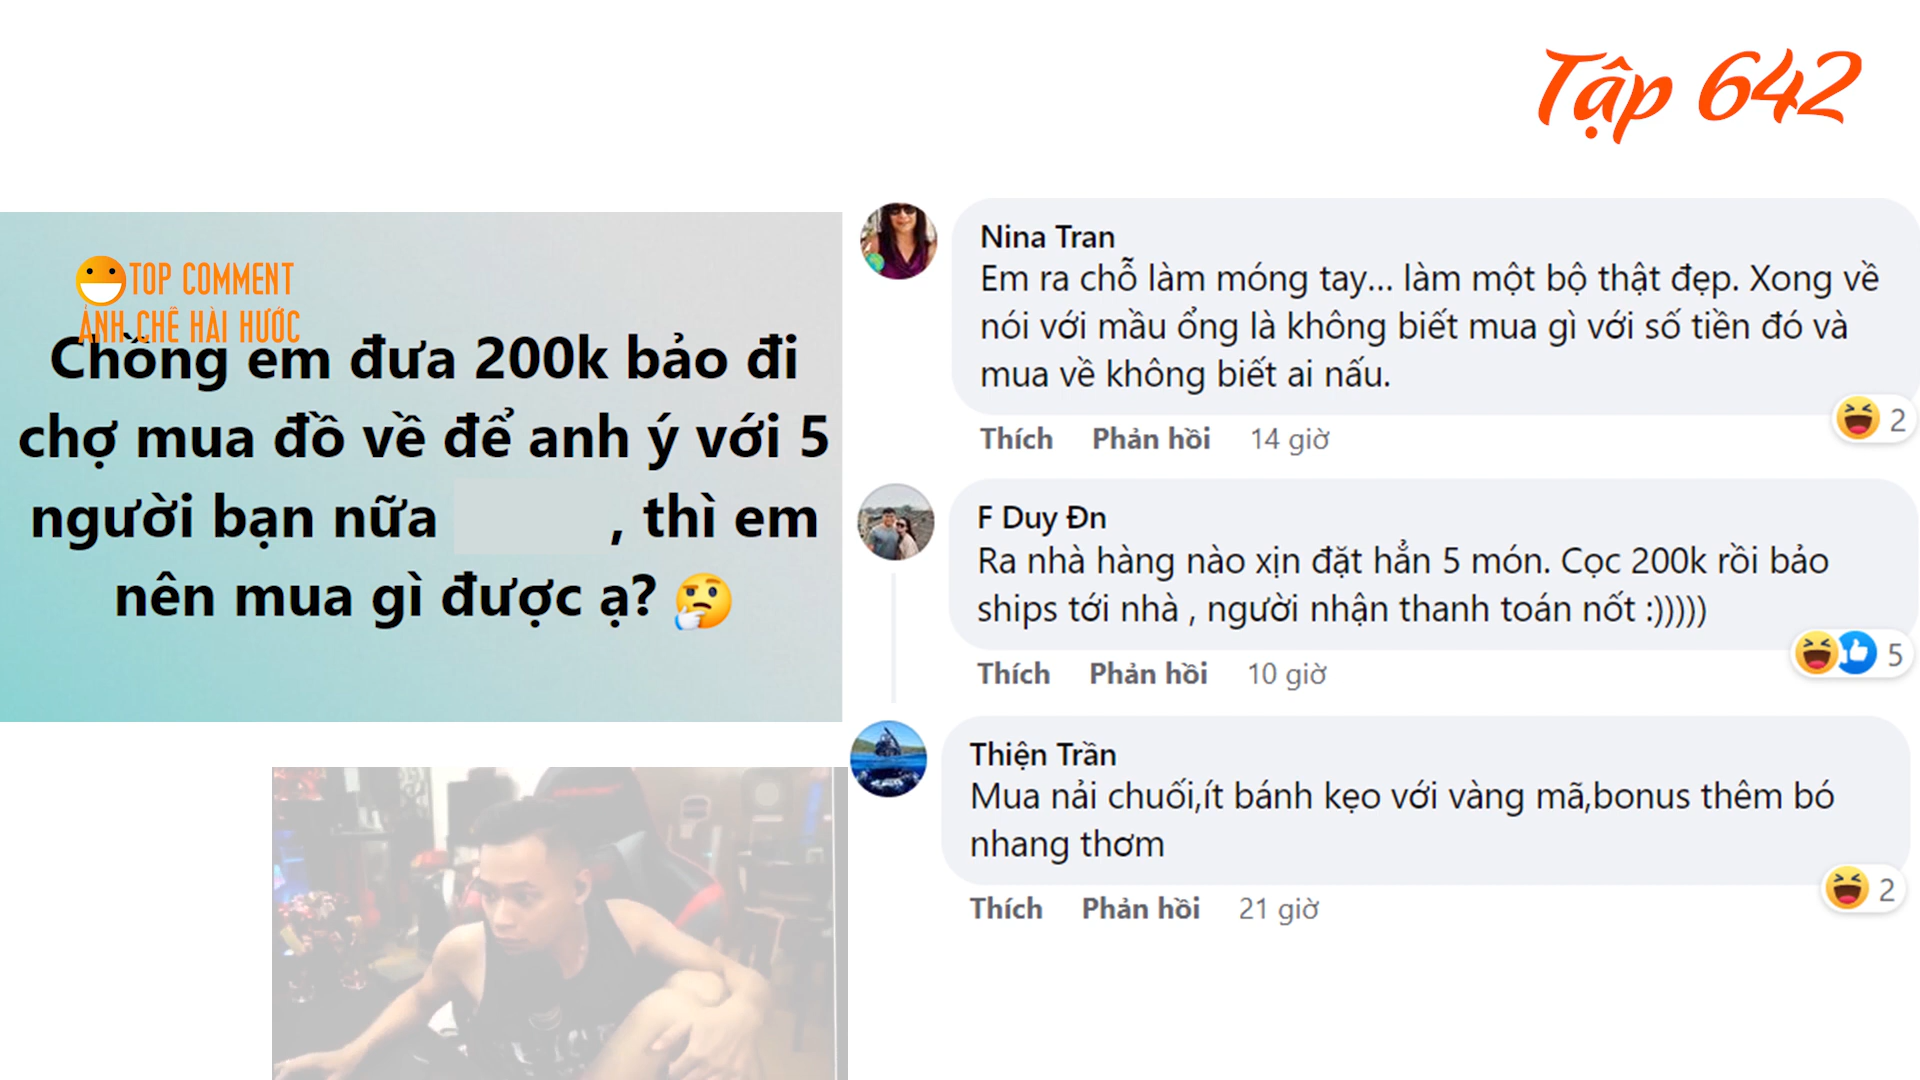 Tập 642
TOP COMMENT
ẢNH CHẾ HÀI HƯỚC
Chồng em đưa 200k bảo đi
chợ mua đồ về để anh ý với 5
người bạn nữa , thì em
nên mua gì được ạ? 🤔
Nina Tran
Em ra chỗ làm móng tay... làm một bộ thật đẹp. Xong về
nói với mầu ổng là không biết mua gì với số tiền đó và
mua về không biết ai nấu.
Thích Phản hồi 14 giờ
2
F Duy Đn
Ra nhà hàng nào xịn đặt hẳn 5 món. Cọc 200k rồi bảo
ships tới nhà , người nhận thanh toán nốt :)))))
Thích Phản hồi 10 giờ
5
Thiện Trần
Mua nải chuối,ít bánh kẹo với vàng mã,bonus thêm bó
nhang thơm
Thích Phản hồi 21 giờ
2